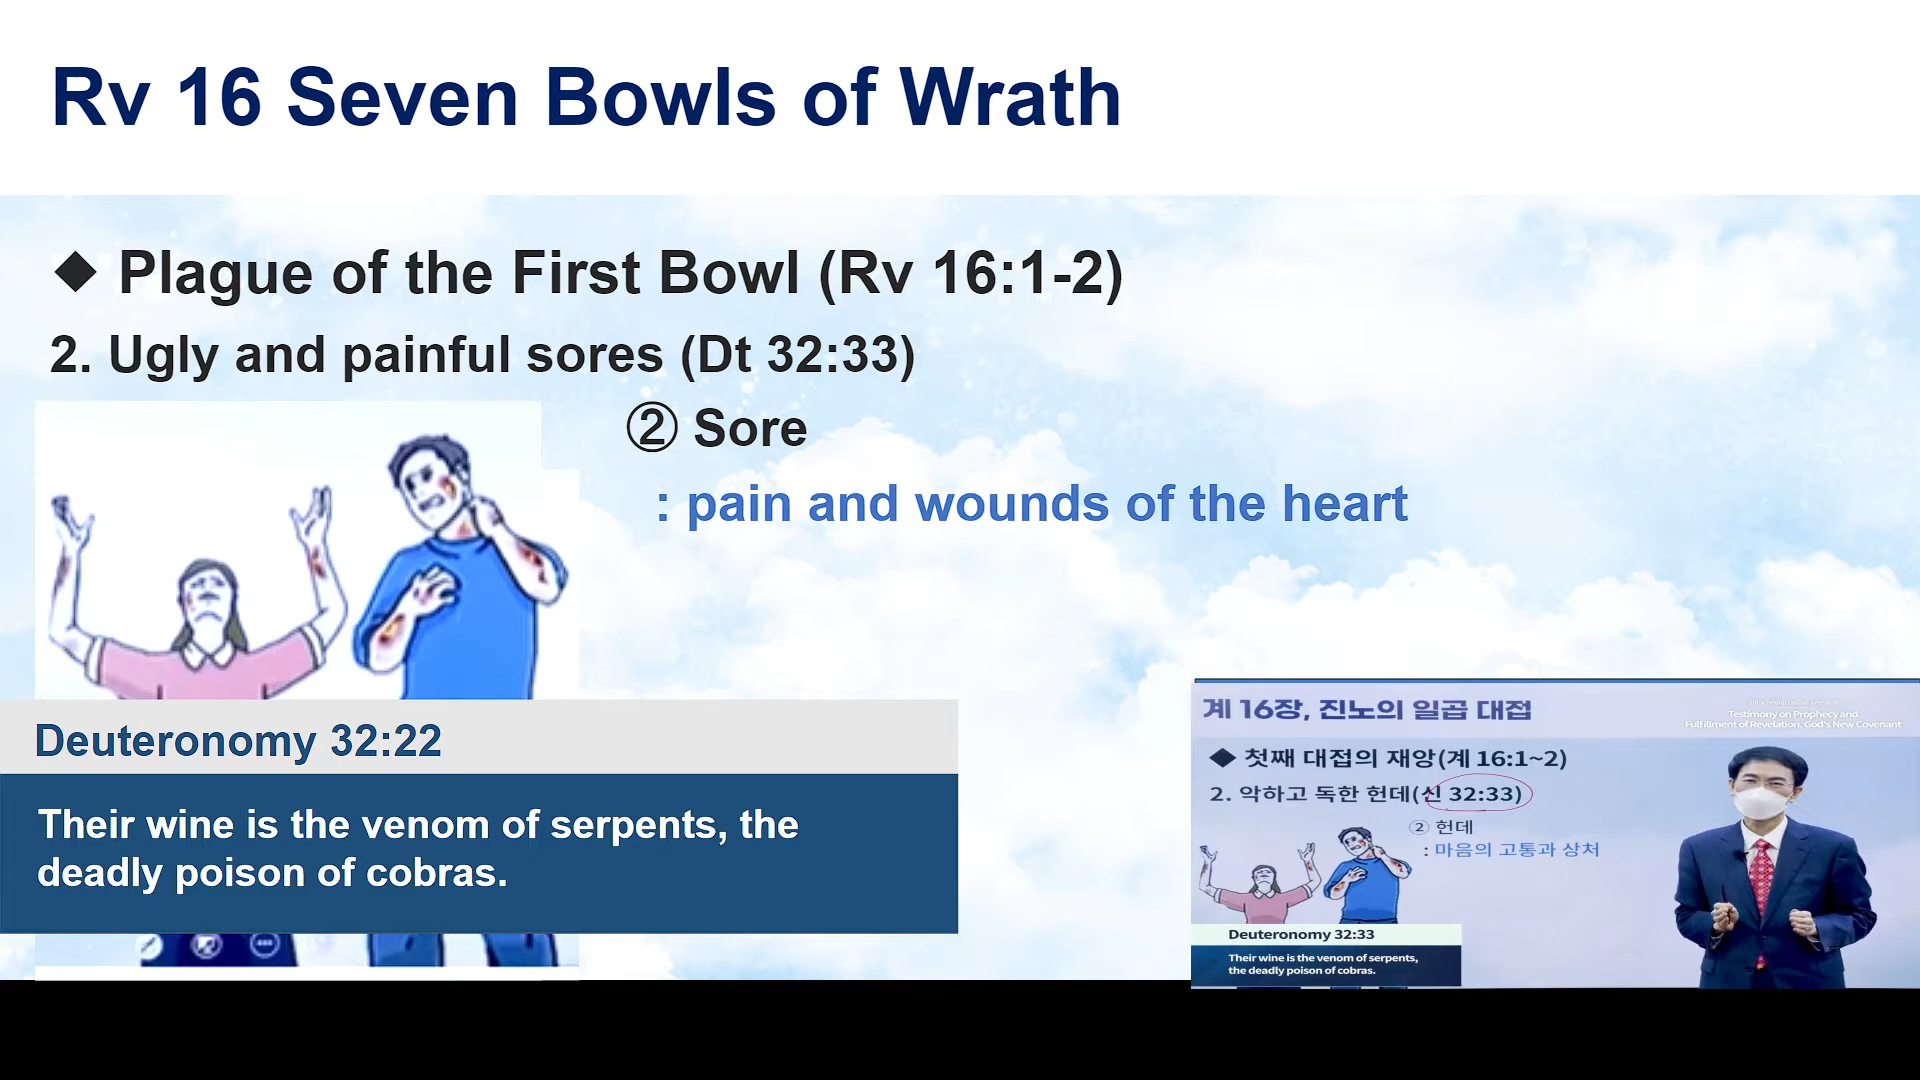 Rv 16 Seven Bowls of Wrath
◆ Plague of the First Bowl (Rv 16:1-2)
2. Ugly and painful sores (Dt 32:33)
② Sore
: pain and wounds of the heart
Deuteronomy 32:22
Their wine is the venom of serpents, the
deadly poison of cobras.
계 16장, 진노의 일곱 대접
Testimony on Prophecy and
Fulfillment of Revelation, God's New Covenant
◆ 첫째 대접의 재앙(계 16:1~2)
2. 악하고 독한 헌데(신 32:33)
② 헌데
: 마음의 고통과 상처
Deuteronomy 32:33
Their wine is the venom of serpents,
the deadly poison of cobras.